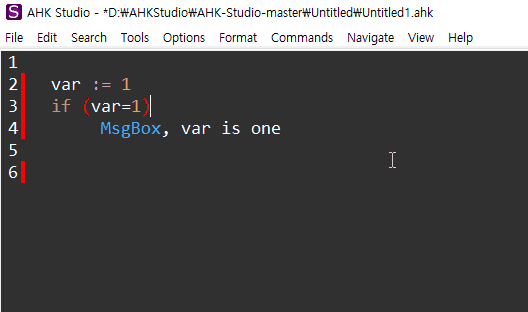 S AHK Studio - *D:₩AHKStudio₩AHK-Studio-master₩Untitled₩Untitled1.ahk
File Edit Search Tools Options Format Commands Navigate View Help
1
2 var := 1
3 if (var=1)
4 MsgBox, var is one
5
6